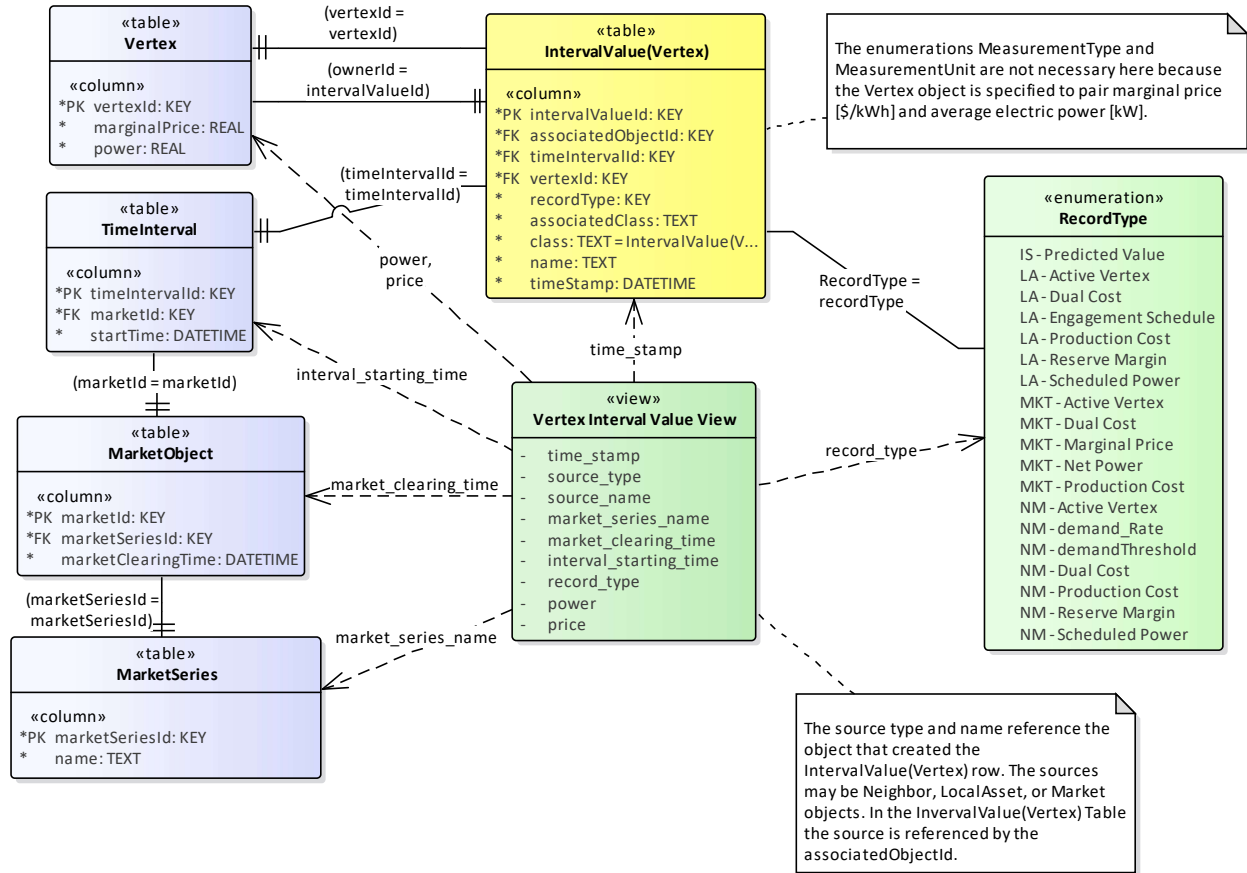 «table»
Vertex
«column»
*PK vertexId: KEY
* marginalPrice: REAL
* power: REAL
(vertexId =
vertexId)
(ownerId =
intervalValueId)
«table»
IntervalValue(Vertex)
«column»
*PK intervalValueId: KEY
*FK associatedObjectId: KEY
*FK timeIntervalId: KEY
*FK vertexId: KEY
* recordType: KEY
* associatedClass: TEXT
* class: TEXT = IntervalValue(V...
* name: TEXT
* timeStamp: DATETIME
The enumerations MeasurementType and
MeasurementUnit are not necessary here because
the Vertex object is specified to pair marginal price
[$/kWh] and average electric power [kW].
(timeIntervalId =
timeIntervalId)
«table»
TimeInterval
«column»
*PK timeIntervalId: KEY
*FK marketId: KEY
* startTime: DATETIME
power,
price
«enumeration»
RecordType
IS - Predicted Value
LA - Active Vertex
LA - Dual Cost
LA - Engagement Schedule
LA - Production Cost
LA - Reserve Margin
LA - Scheduled Power
MKT - Active Vertex
MKT - Dual Cost
MKT - Marginal Price
MKT - Net Power
MKT - Production Cost
NM - Active Vertex
NM - demand_Rate
NM - demandThreshold
NM - Dual Cost
NM - Production Cost
NM - Reserve Margin
NM - Scheduled Power
RecordType =
recordType
time_stamp
interval_starting_time
(marketId = marketId)
«table»
MarketObject
«column»
*PK marketId: KEY
*FK marketSeriesId: KEY
* marketClearingTime: DATETIME
market_clearing_time
«view»
Vertex Interval Value View
- time_stamp
- source_type
- source_name
- market_series_name
- market_clearing_time
- interval_starting_time
- record_type
- power
- price
record_type
(marketSeriesId =
marketSeriesId)
market_series_name
«table»
MarketSeries
«column»
*PK marketSeriesId: KEY
* name: TEXT
The source type and name reference the
object that created the
IntervalValue(Vertex) row. The sources
may be Neighbor, LocalAsset, or Market
objects. In the InvervalValue(Vertex) Table
the source is referenced by the
associatedObjectId.